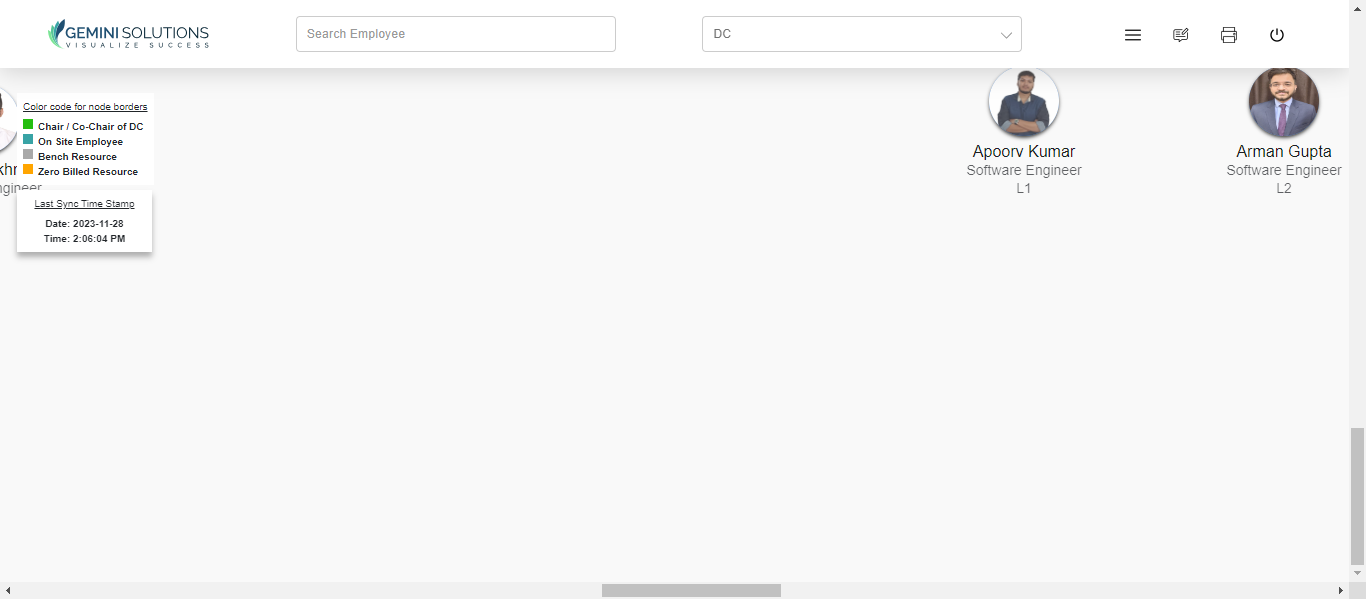 GEMINI SOLUTIONS
VISUALIZE SUCCESS
Search Employee
DC
Color code for node borders
Chair / Co-Chair of DC
On Site Employee
Bench Resource
Zero Billed Resource
Last Sync Time Stamp
Date: 2023-11-28
Time: 2:06:04 PM
Apoorv Kumar
Software Engineer
L1
Arman Gupta
Software Engineer
L2